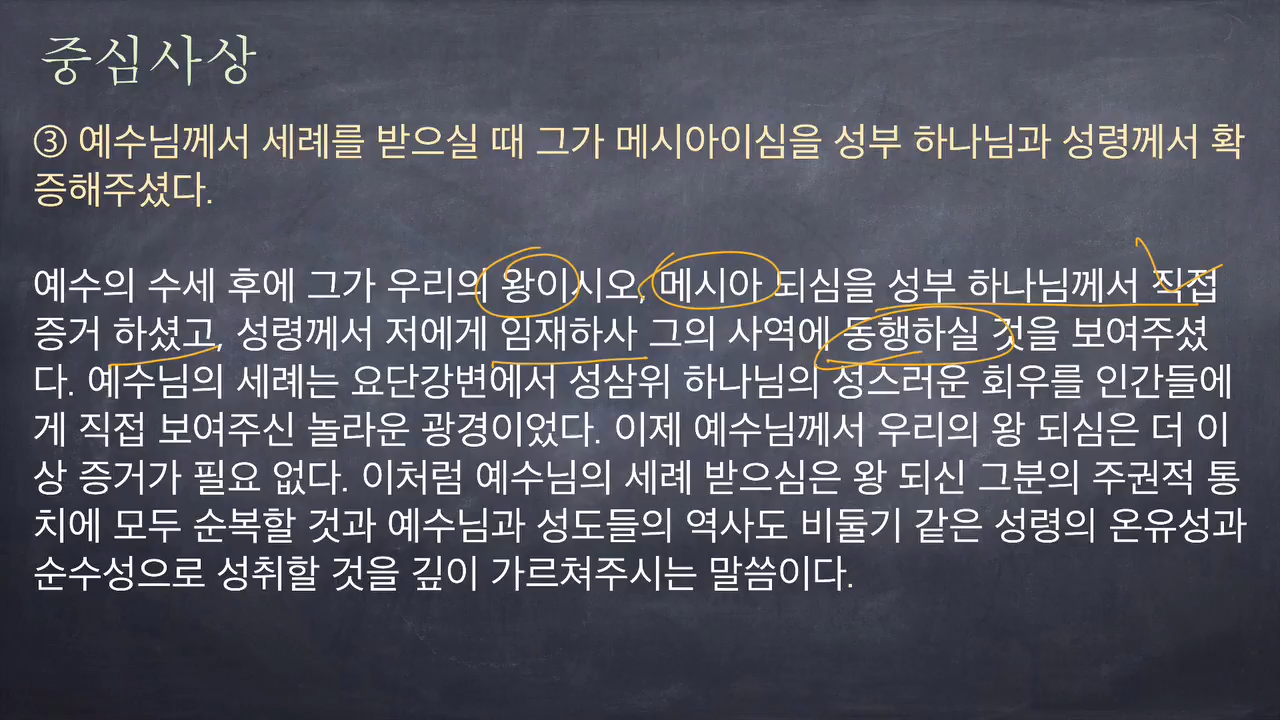 중심사상
③ 예수님께서 세례를 받으실 때 그가 메시아이심을 성부 하나님과 성령께서 확
증해주셨다.
예수의 수세 후에 그가 우리의 왕이시오, 메시아 되심을 성부 하나님께서 직접
증거 하셨고, 성령께서 저에게 임재하사 그의 사역에 동행하실 것을 보여주셨
다. 예수님의 세례는 요단강변에서 성삼위 하나님의 성스러운 회우를 인간들에
게 직접 보여주신 놀라운 광경이었다. 이제 예수님께서 우리의 왕 되심은 더 이
상 증거가 필요 없다. 이처럼 예수님의 세례 받으심은 왕 되신 그분의 주권적 통
치에 모두 순복할 것과 예수님과 성도들의 역사도 비둘기 같은 성령의 온유성과
순수성으로 성취할 것을 깊이 가르쳐주시는 말씀이다.